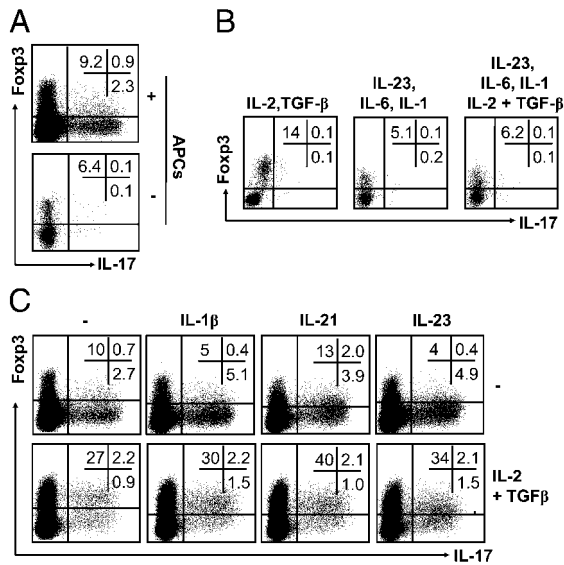 A
Foxp3
9.2 0.9
2.3
+
6.4 0.1
0.1
-
APCs
IL-17
B
IL-2,TGF-β
IL-23,
IL-6, IL-1
IL-23,
IL-6, IL-1
IL-2 + TGF-β
Foxp3
14 0.1
0.1
5.1 0.1
0.2
6.2 0.1
0.1
IL-17
C
- IL-1β IL-21 IL-23
Foxp3
10 0.7
2.7
5 0.4
5.1
13 2.0
3.9
4 0.4
4.9
-
27 2.2
0.9
30 2.2
1.5
40 2.1
1.0
34 2.1
1.5
IL-2
+ TGFβ
IL-17